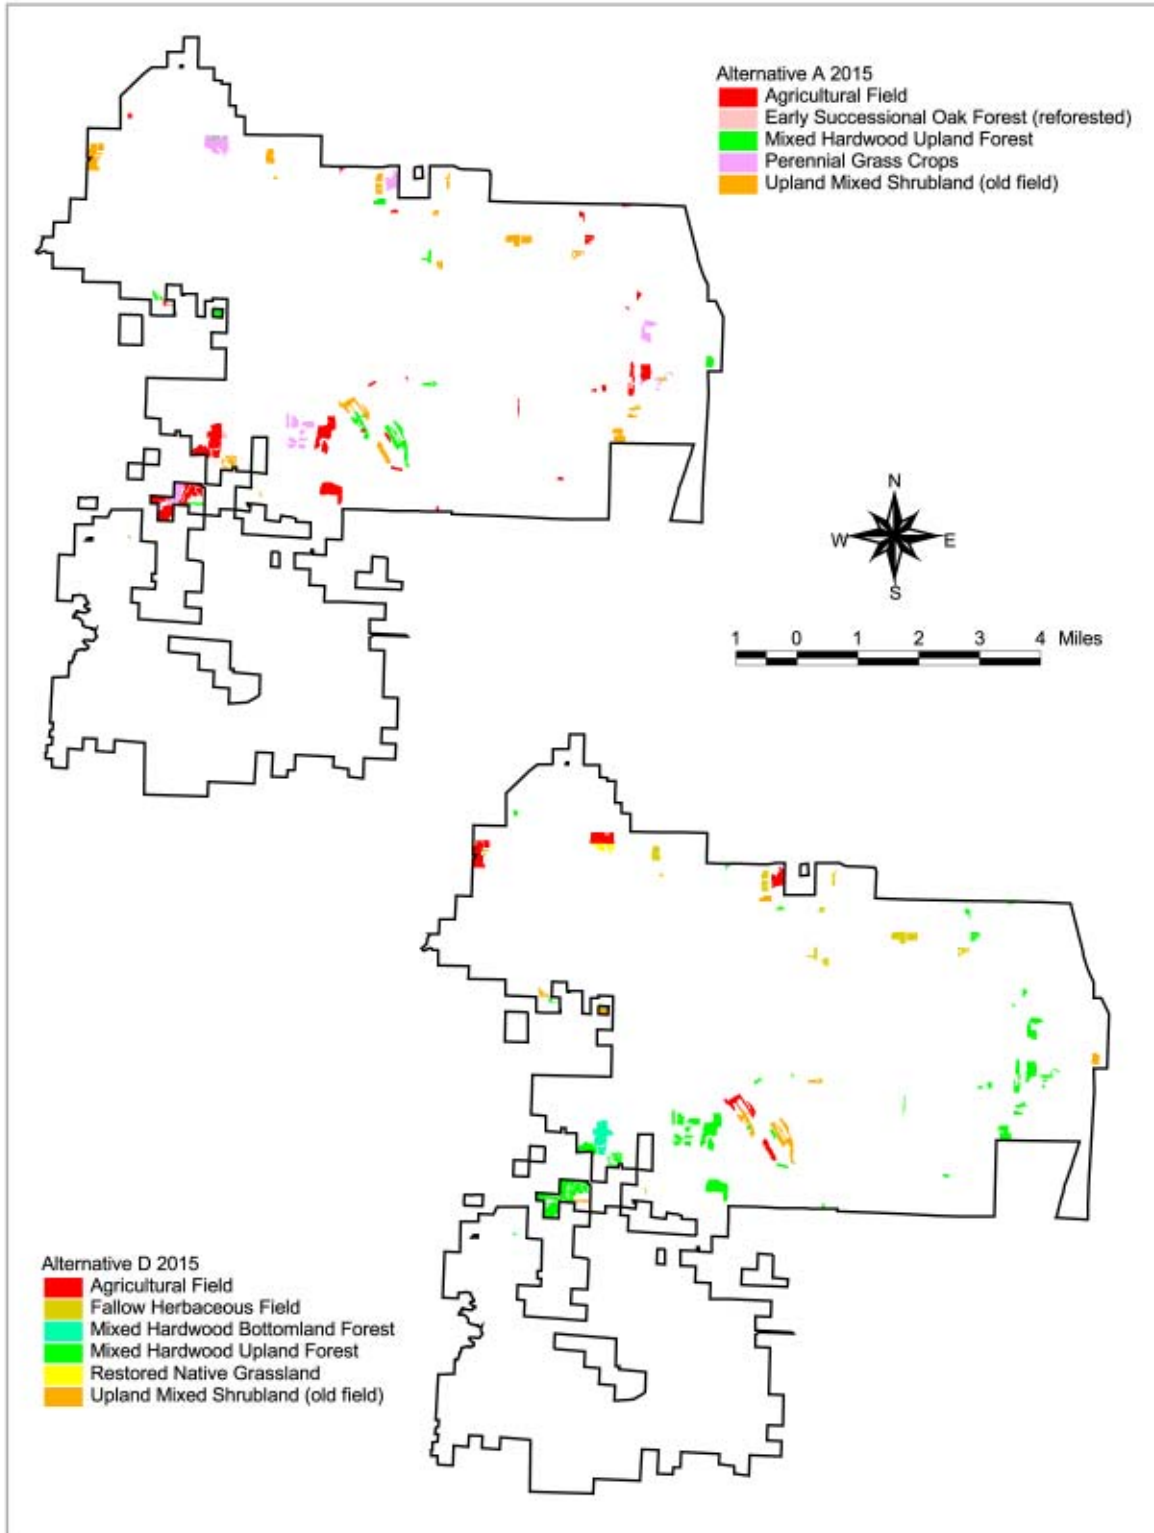 Alternative A 2015
Agricultural Field
Early Successional Oak Forest (reforested)
Mixed Hardwood Upland Forest
Perennial Grass Crops
Upland Mixed Shrubland (old field)
N
W E
S
1 0 1 2 3 4 Miles
Alternative D 2015
Agricultural Field
Fallow Herbaceous Field
Mixed Hardwood Bottomland Forest
Mixed Hardwood Upland Forest
Restored Native Grassland
Upland Mixed Shrubland (old field)